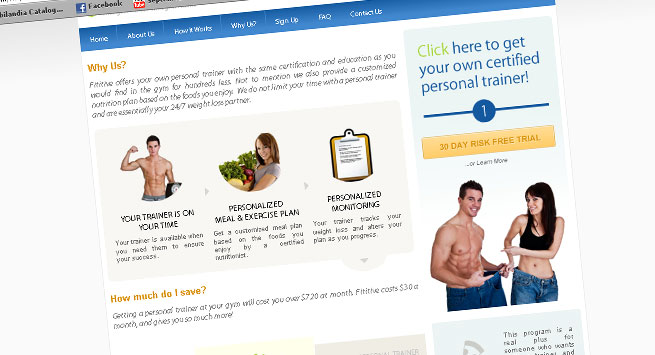 hilandia Catalog...
Facebook
Home
About Us
How it Works
Why Us?
Sign Up
FAQ
Contact Us
Why Us?
Fititive offers your own personal trainer with the same certification and education as you
would find in the gym for hundreds less. Not to mention we also provide a customized
nutrition plan based on the foods you enjoy. We do not limit your time with a personal trainer
and are essentially your 24/7 weight loss partner.
YOUR TRAINER IS ON
YOUR TIME
Your trainer is available when
you need them to ensure
your success.
PERSONALIZED
MEAL & EXERCISE PLAN
Get a customized meal plan
based on the foods you
enjoy by a certified
nutritionist.
PERSONALIZED
MONITORING
Your trainer tracks your
weight loss and alters your
plan as you progress.
How much do I save?
Getting a personal trainer at your gym will cost you over $720 at month. Fititive costs $30 a
month, and gives you so much more!
TRAINER
Click here to get
your own certified
personal trainer!
1
30 DAY RISK FREE TRIAL
...or Learn More
This program is a
real plus for
someone who wants
trainer and